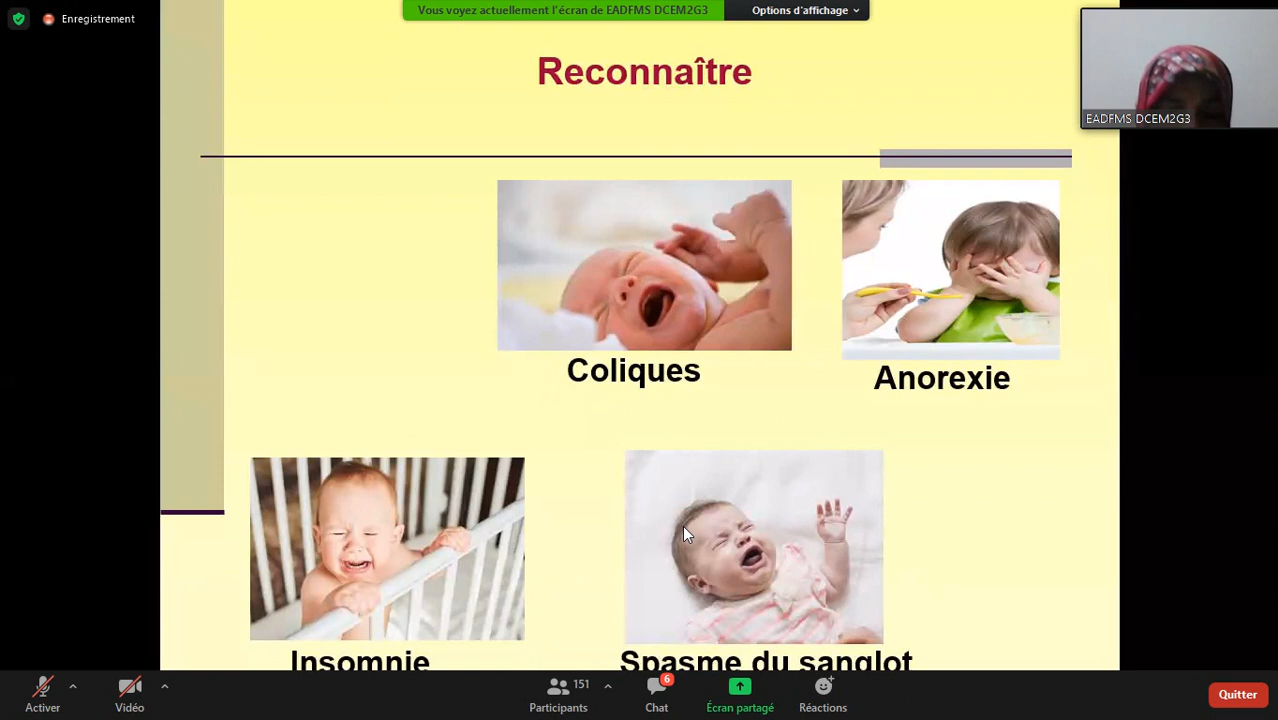 Enregistrement
Vous voyez actuellement l'écran de EADFMS DCEM2G3
Options d'affichage
EADFMS DCEM2G3
Reconnaître
Coliques
Anorexie
Insomnie
Spasme du sanglot
Activer
Vidéo
151
Participants
6
Chat
Écran partagé
Réactions
Quitter